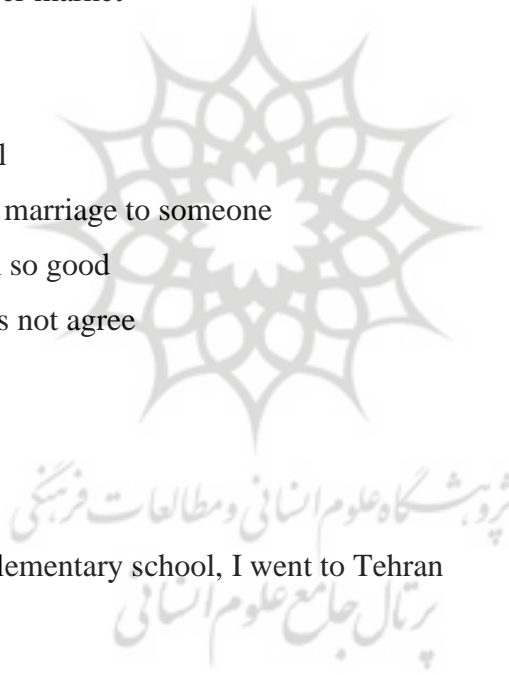 marriage to someone
so good
s not agree
پژوهشگاه علوم انسانی و مطالعات فرهنگی
lementary school, I went to Tehran
پرتال جامع علوم انسانی